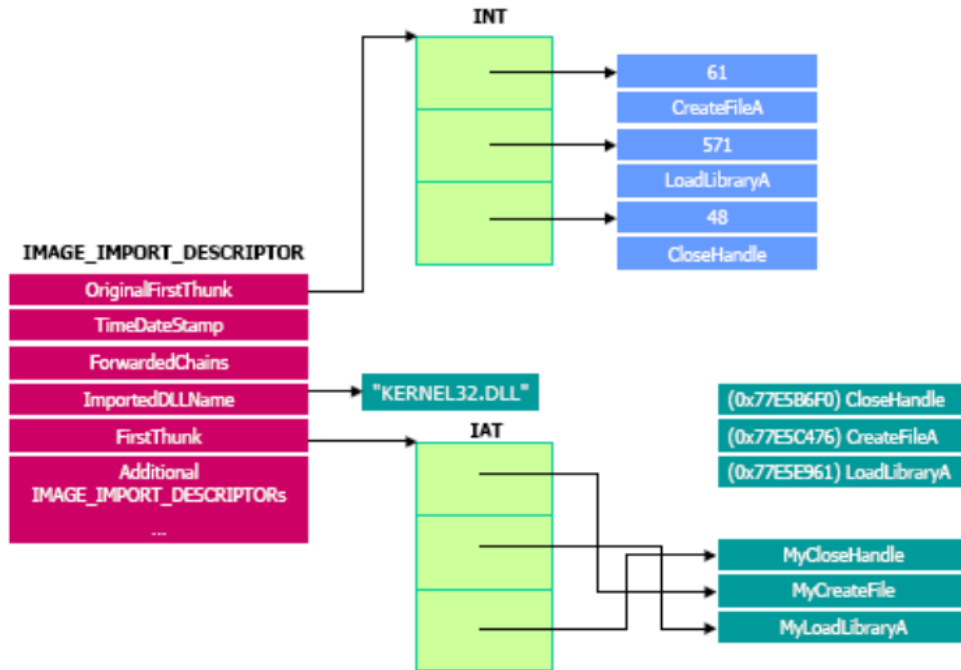 INT
61
CreateFileA
571
LoadLibraryA
48
CloseHandle
IMAGE_IMPORT_DESCRIPTOR
OriginalFirstThunk
TimeDateStamp
ForwardedChains
ImportedDLLName
FirstThunk
Additional
IMAGE_IMPORT_DESCRIPTORs
...
"KERNEL32.DLL"
IAT
(0x77E5B6F0) CloseHandle
(0x77E5C476) CreateFileA
(0x77E5E961) LoadLibraryA
MyCloseHandle
MyCreateFile
MyLoadLibraryA